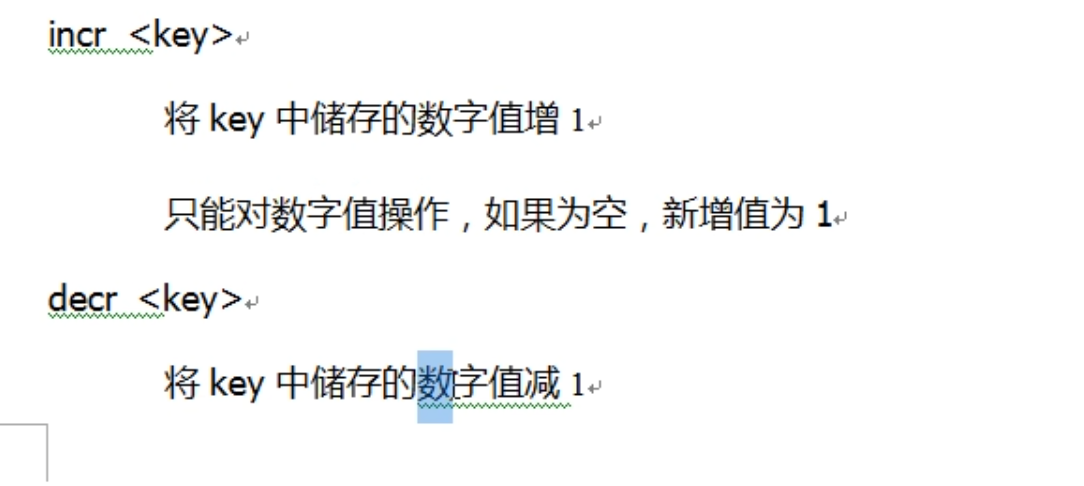 incr <key>
将 key 中储存的数字值增 1
只能对数字值操作，如果为空，新增值为 1
decr <key>
将 key 中储存的数字值减 1